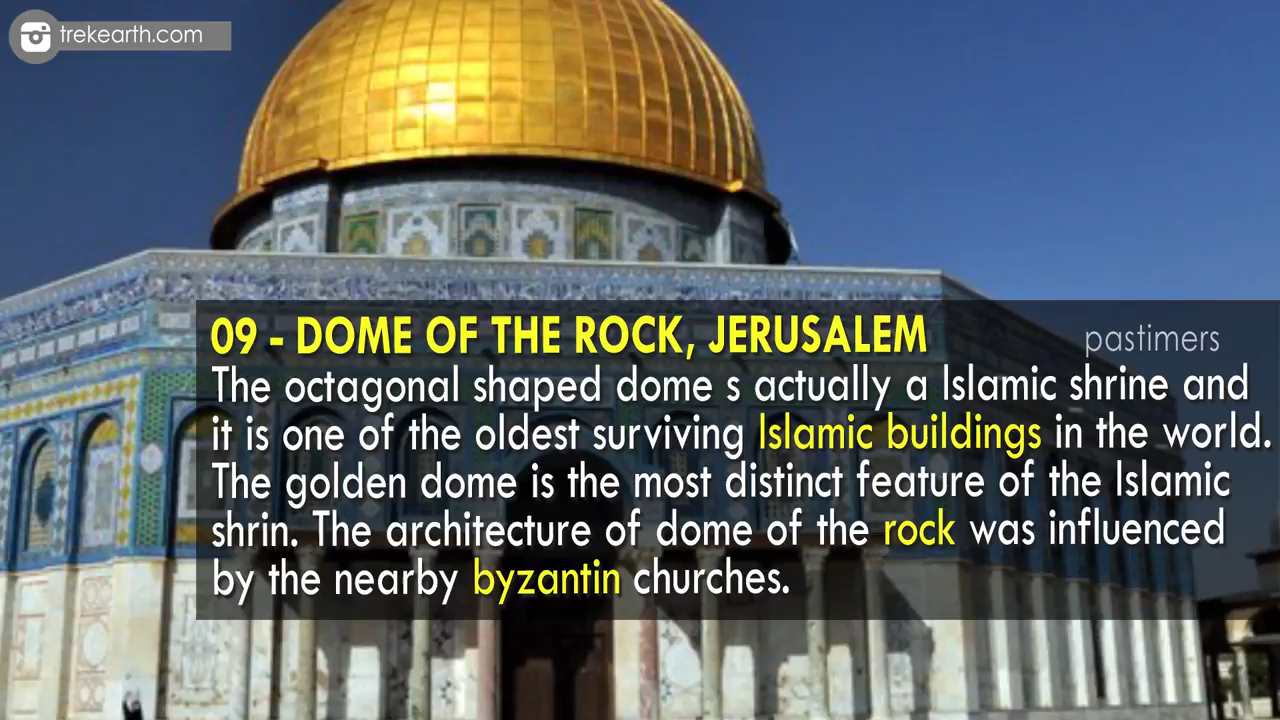 trekearth.com
09 - DOME OF THE ROCK, JERUSALEM
pastimers
The octagonal shaped dome s actually a Islamic shrine and
it is one of the oldest surviving Islamic buildings in the world.
The golden dome is the most distinct feature of the Islamic
shrin. The architecture of dome of the rock was influenced
by the nearby byzantin churches.